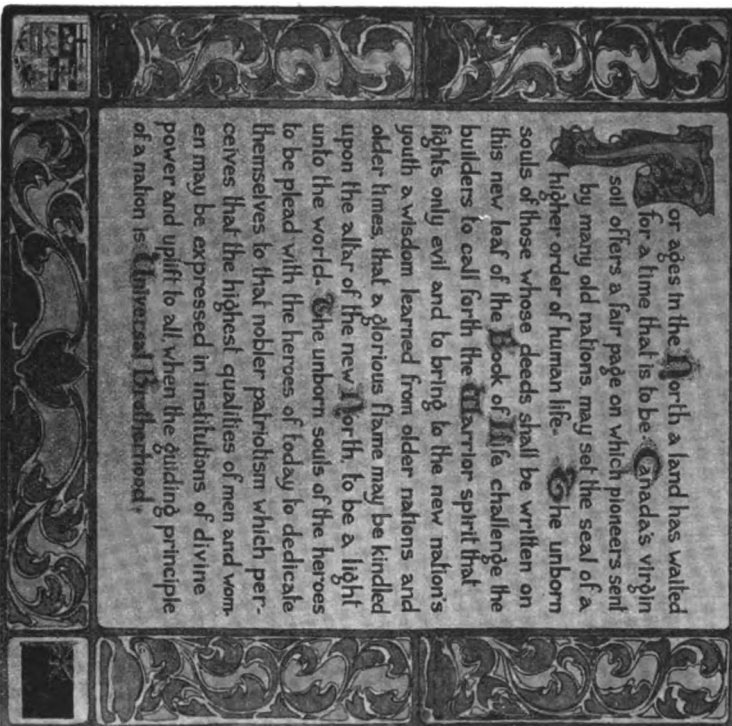 For ages in the North a land has waited
for a time that is to be. Canada's virgin
soil offers a fair page on which pioneers sent
by many old nations may set the seal of a
higher order of human life. The unborn
souls of those whose deeds shall be written on
this new leaf of the Book of Life challenge the
builders to call forth the Warrior spirit that
fights only evil and to bring to the new nation's
youth a wisdom learned from older nations and
older times, that a glorious flame may be kindled
upon the altar of the new North, to be a light
unto the world. The unborn souls of the heroes
to be plead with the heroes of today to dedicate
themselves to that nobler patriotism which per-
ceives that the highest qualities of men and wom-
en may be expressed in institutions of divine
power and uplift to all, when the guiding principle
of a nation is Universal Brotherhood.